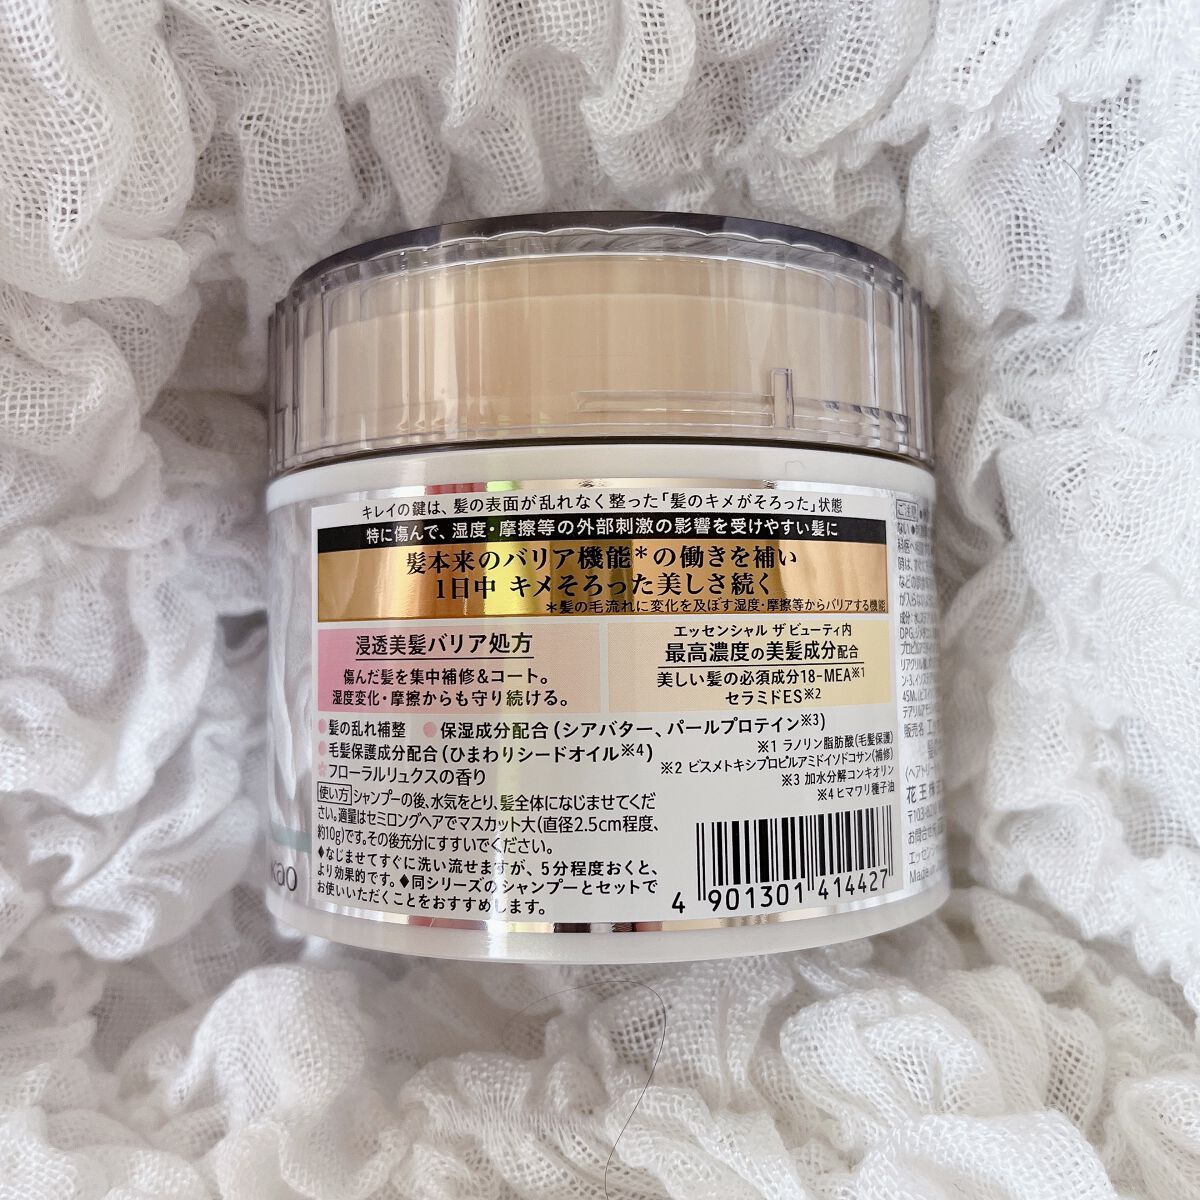 キレイの鍵は、髪の表面が乱れなく整った「髪のキメがそろった」状態
特に傷んで、湿度・摩擦等の外部刺激の影響を受けやすい髪に
髪本来のバリア機能*の働きを補い
1日中 キメそろった美しさ続く
*髪の毛流れに変化を及ぼす湿度・摩擦等からバリアする機能
浸透美髪バリア処方
傷んだ髪を集中補修&コート。
湿度変化・摩擦からも守り続ける。
エッセンシャル ザ ビューティ内
最高濃度の美髪成分配合
美しい髪の必須成分18-MEA※1
セラミドES※2
髪の乱れ補整 保湿成分配合(シアバター、パールプロテイン※3)
毛髪保護成分配合(ひまわりシードオイル※4)
フローラルリュクスの香り
※1 ラノリン脂肪酸(毛髪保護)
※2 ビスメトキシプロピルアミドイソドコサン(補修)
※3 加水分解コンキオリン
※4 ヒマワリ種子油
使い方 シャンプーの後、水気をとり、髪全体になじませてくだ
さい。適量はセミロングヘアでマスカット大(直径2.5cm程度、
約10g)です。その後充分にすすいでください。
◆なじませてすぐに洗い流せますが、5分程度おくと、
より効果的です。◆同シリーズのシャンプーとセットで
お使いいただくことをおすすめします。
4 901301 414427
kao
ご注意
成分:水、
DPG、
販売名
花王株
〒103-8210